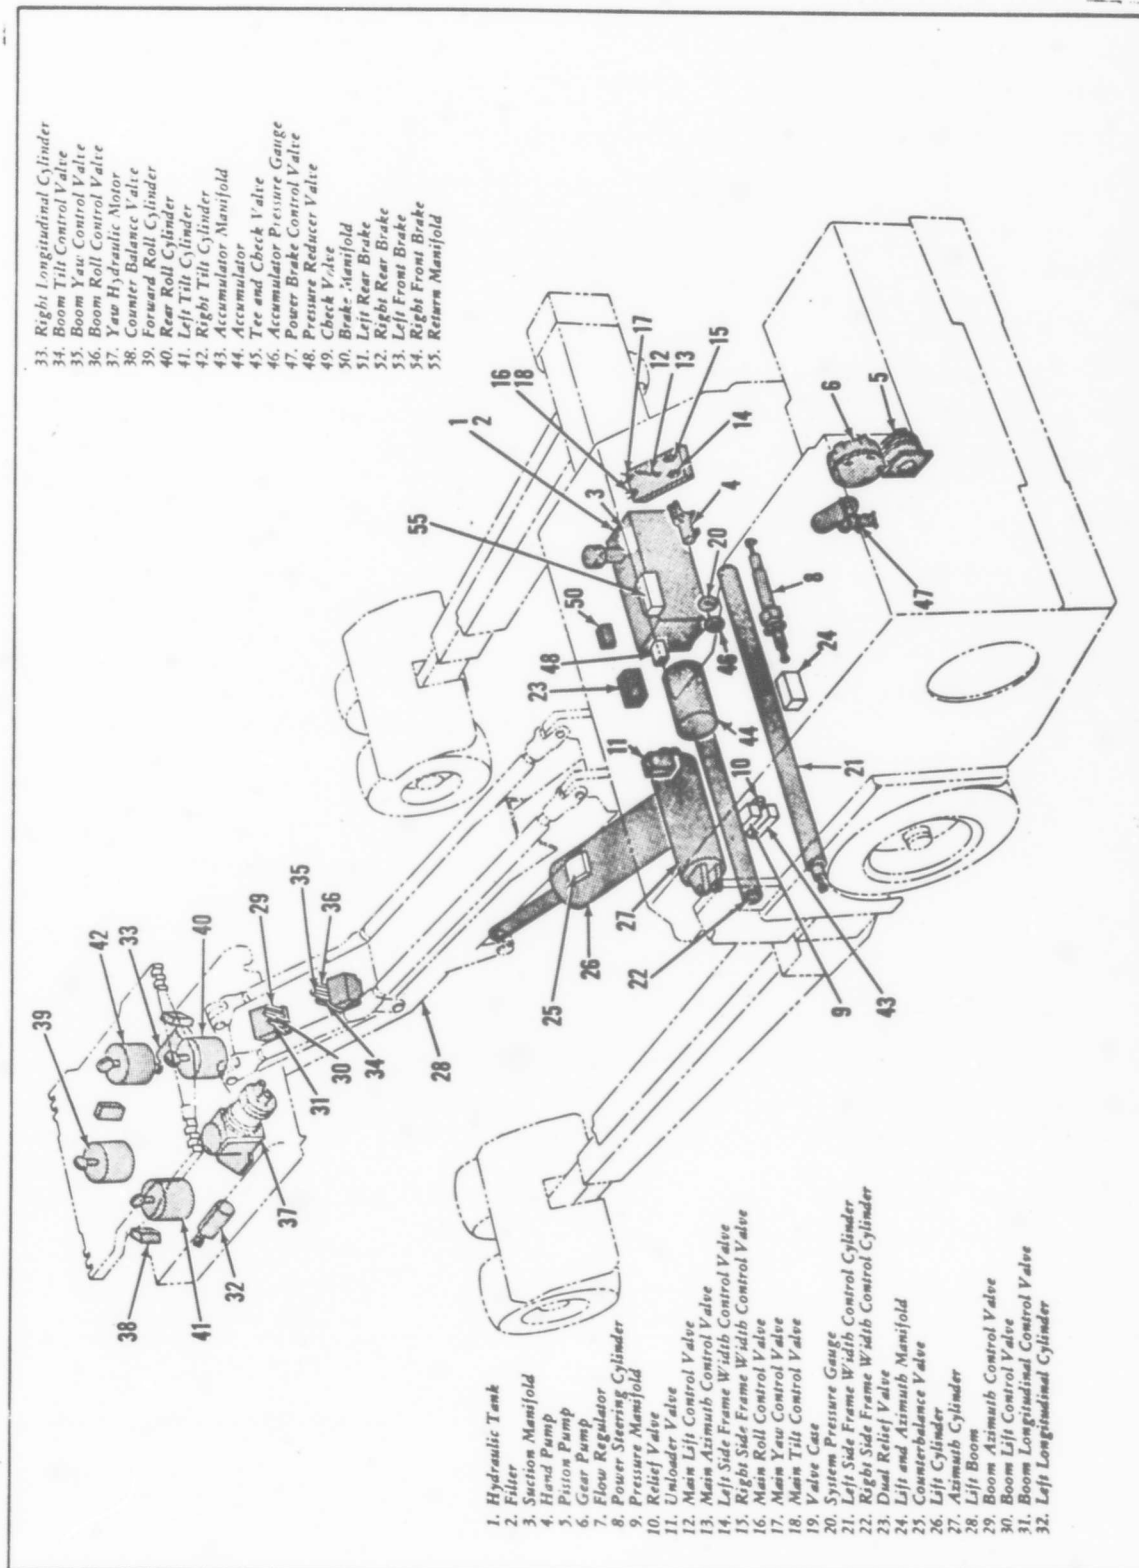 1. Hydraulic Tank
2. Filter
3. Suction Manifold
4. Hand Pump
5. Piston Pump
6. Gear Pump
7. Flow Regulator
8. Power Steering Cylinder
9. Pressure Manifold
10. Relief Valve
11. Unloader Valve
12. Main Lift Control Valve
13. Main Azimuth Control Valve
14. Left Side Frame Width Control Valve
15. Right Side Frame Width Control Valve
16. Main Roll Control Valve
17. Main Yaw Control Valve
18. Main Tilt Control Valve
19. Valve Case
20. System Pressure Gauge
21. Left Side Frame Width Control Cylinder
22. Right Side Frame Width Control Cylinder
23. Dual Relief Valve
24. Lift and Azimuth Manifold
25. Counterbalance Valve
26. Lift Cylinder
27. Azimuth Cylinder
28. Lift Boom
29. Boom Azimuth Control Valve
30. Boom Lift Control Valve
31. Boom Longitudinal Control Valve
32. Left Longitudinal Cylinder
33. Right Longitudinal Cylinder
34. Boom Tilt Control Valve
35. Boom Yaw Control Valve
36. Boom Roll Control Valve
37. Yaw Hydraulic Motor
38. Counter Balance Valve
39. Forward Roll Cylinder
40. Rear Roll Cylinder
41. Left Tilt Cylinder
42. Right Tilt Cylinder
43. Accumulator Manifold
44. Accumulator
45. Tee and Check Valve
46. Accumulator Pressure Gauge
47. Power Brake Control Valve
48. Pressure Reducer Valve
49. Check Valve
50. Brake Manifold
51. Left Rear Brake
52. Right Rear Brake
53. Left Front Brake
54. Right Front Brake
55. Return Manifold
39
42
33
40
29
35
36
38
41
32
37
31
30
34
28
25
26
27
22
9
43
11
23
48
50
55
3
1
2
16
18
17
12
13
15
14
4
20
46
44
10
21
24
8
47
6
5